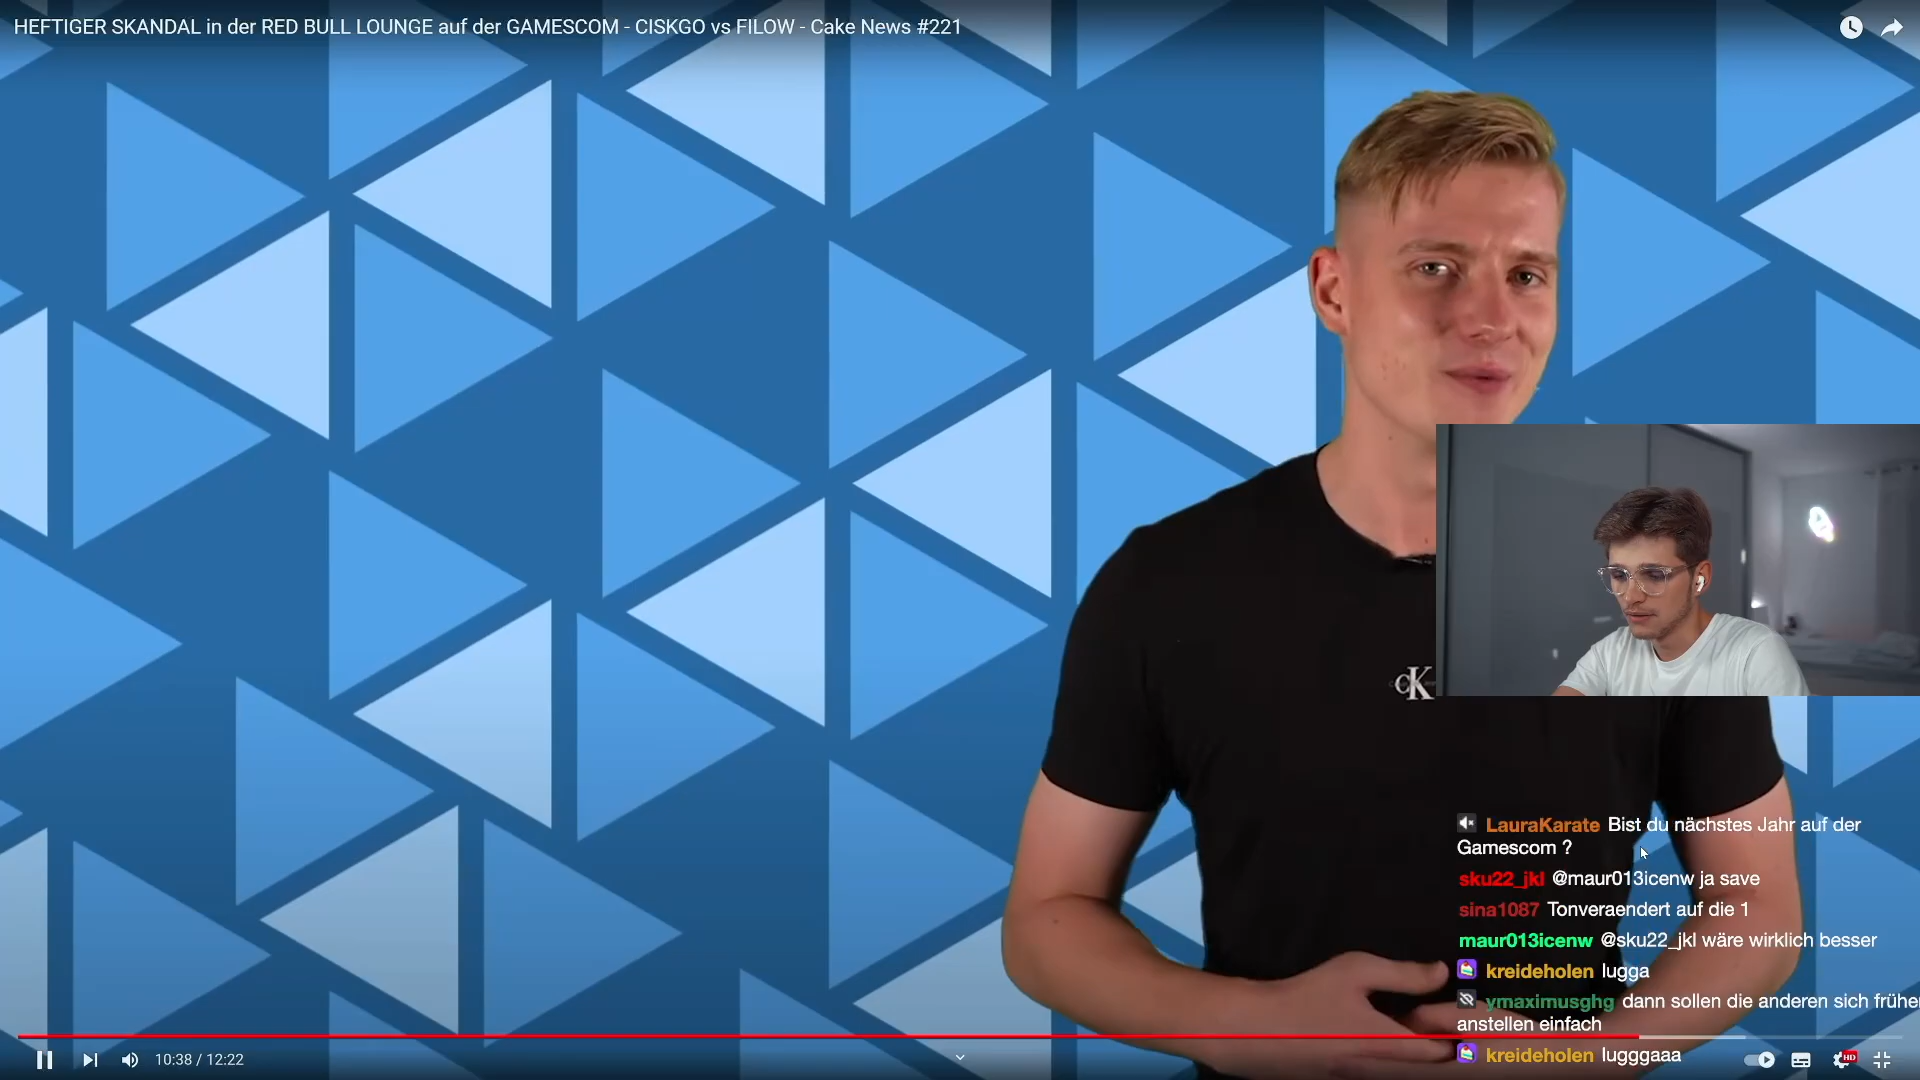 HEFTIGER SKANDAL in der RED BULL LOUNGE auf der GAMESCOM - CISKGO vs FILOW - Cake News #221
cK
LauraKarate Bist du nächstes Jahr auf der
Gamescom ?
sku22_jkl @maur013icenw ja save
sina1087 Tonveraendert auf die 1
maur013icenw @sku22_jkl wäre wirklich besser
kreideholen lugga
ymaximusghg dann sollen die anderen sich frühe
anstellen einfach
kreideholen lugggaaa
10:38 / 12:22
HD